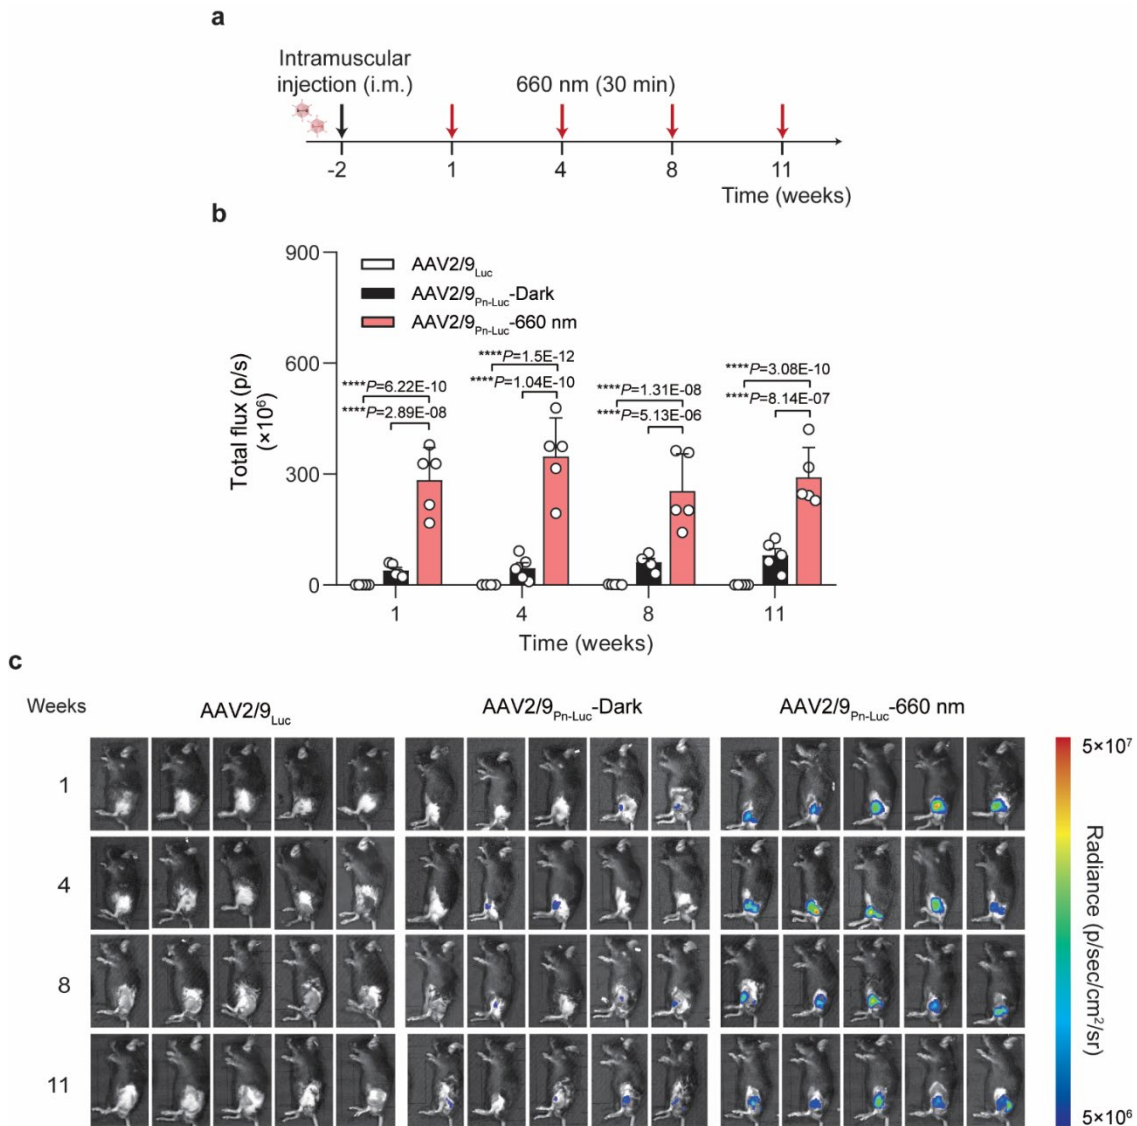 a
Intramuscular
injection (i.m.)
660 nm (30 min)
-2
1
4
8
11
Time (weeks)
b
900
600
300
0
Total flux (p/s)
(×10⁶)
AAV2/9Luc
AAV2/9Pn-Luc-Dark
AAV2/9Pn-Luc-660 nm
****P=6.22E-10
****P=2.89E-08
****P=1.5E-12
****P=1.04E-10
****P=1.31E-08
****P=5.13E-06
****P=3.08E-10
****P=8.14E-07
1
4
8
11
Time (weeks)
c
Weeks
AAV2/9Luc
AAV2/9Pn-Luc-Dark
AAV2/9Pn-Luc-660 nm
1
4
8
11
5×10⁷
Radiance (p/sec/cm²/sr)
5×10⁶